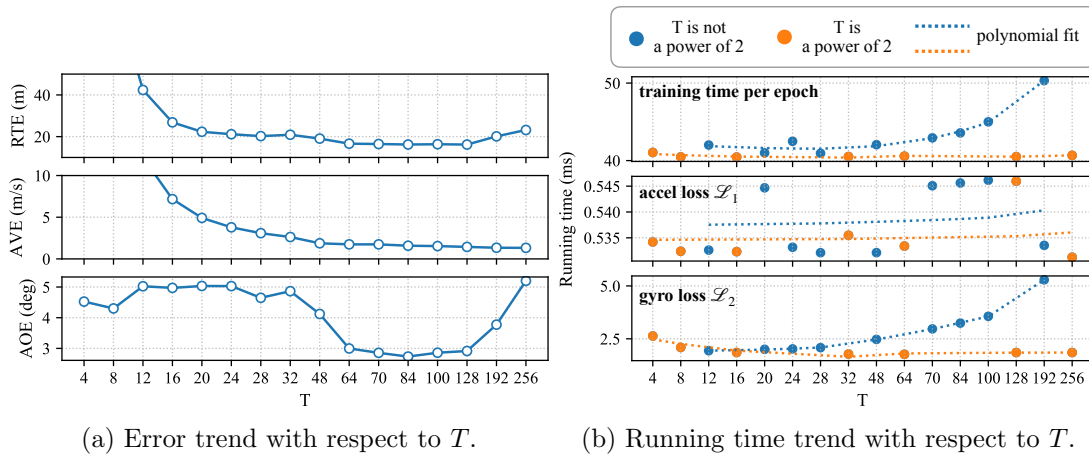 T is not
a power of 2
T is
a power of 2
polynomial fit
RTE (m)
40
20
AVE (m/s)
10
5
0
AOE (deg)
5
4
3
4 8 12 16 20 24 28 32 48 64 70 84 100 128 192 256
T
Running time (ms)
training time per epoch
50
40
accel loss ℒ1
0.545
0.540
0.535
gyro loss ℒ2
5.0
2.5
4 8 12 16 20 24 28 32 48 64 70 84 100 128 192 256
T
(a) Error trend with respect to T.
(b) Running time trend with respect to T.